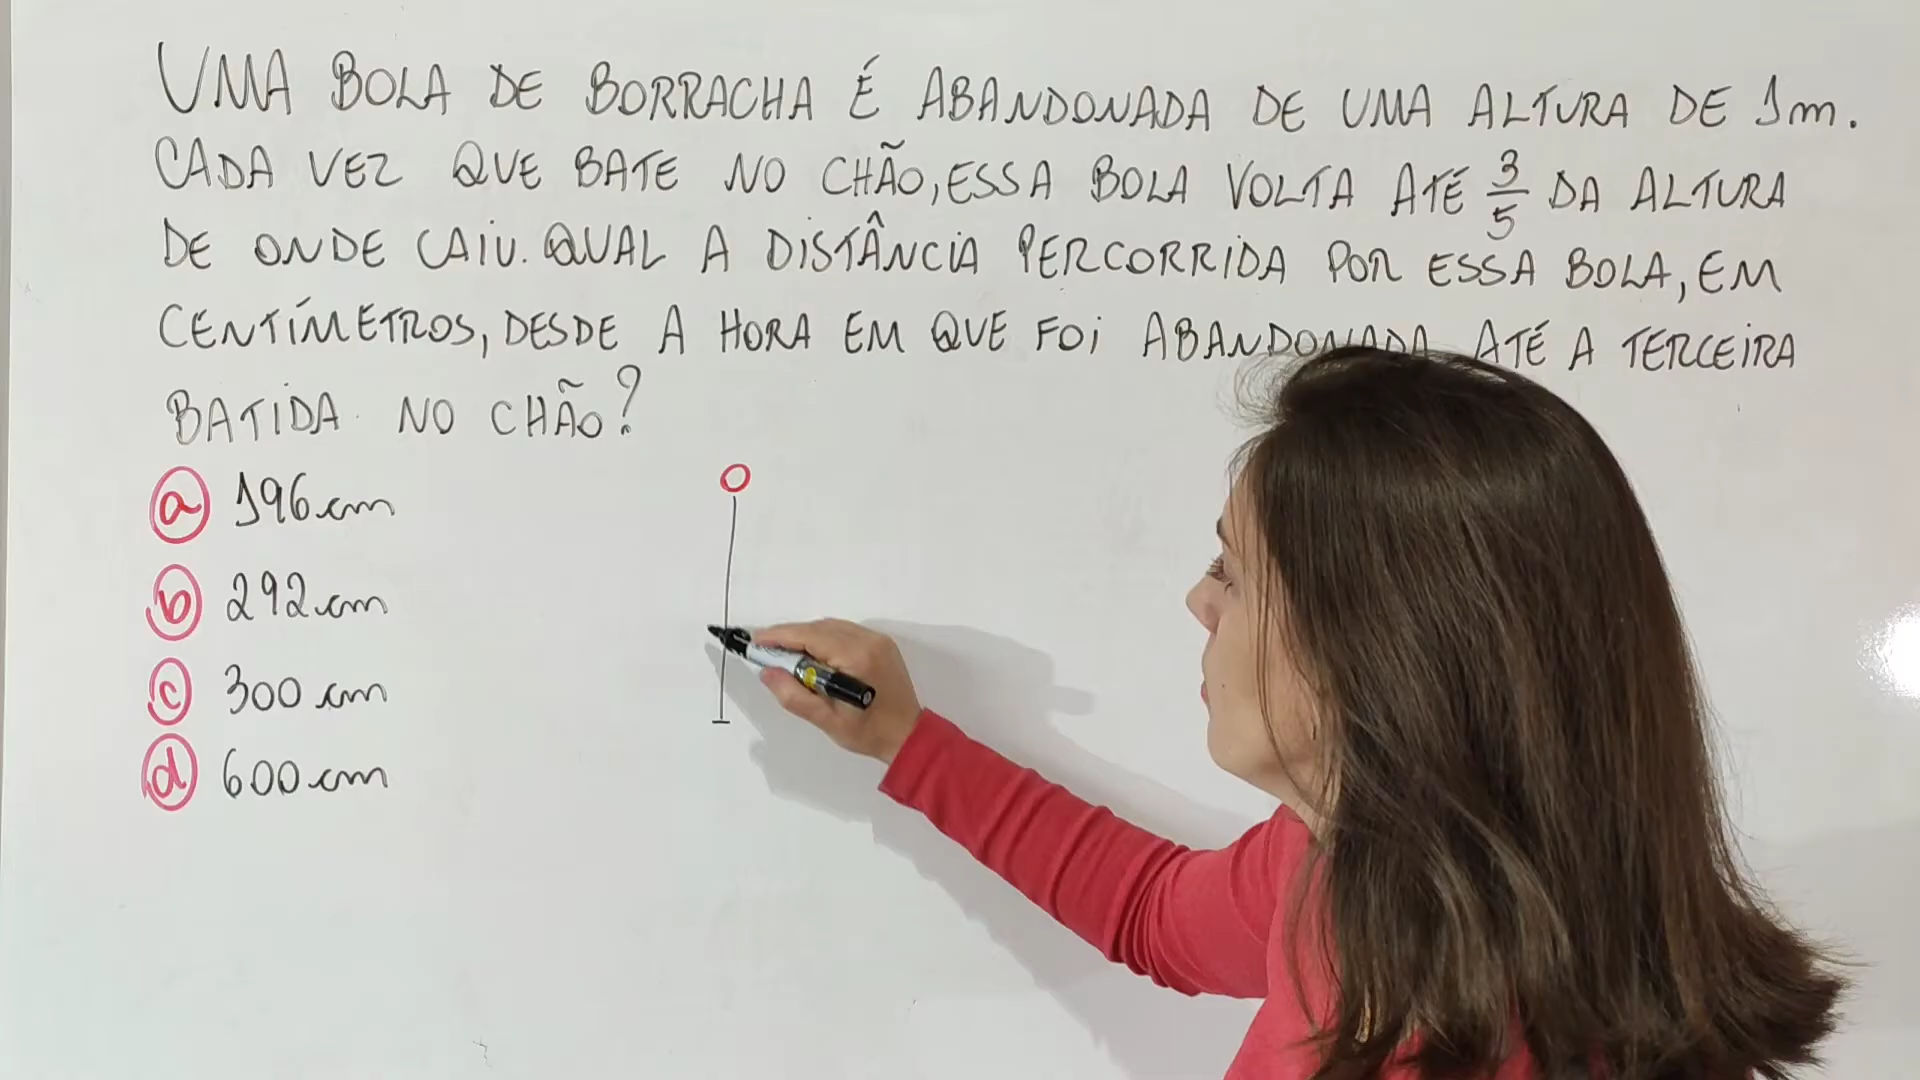 UMA BOLA DE BORRACHA É ABANDONADA DE UMA ALTURA DE 1m.
CADA VEZ QUE BATE NO CHÃO, ESSA BOLA VOLTA ATÉ 3/5 DA ALTURA
DE ONDE CAIU. QUAL A DISTÂNCIA PERCORRIDA POR ESSA BOLA, EM
CENTÍMETROS, DESDE A HORA EM QUE FOI ABANDONADA ATÉ A TERCEIRA
BATIDA NO CHÃO?
a 196 cm
b 292 cm
c 300 cm
d 600 cm